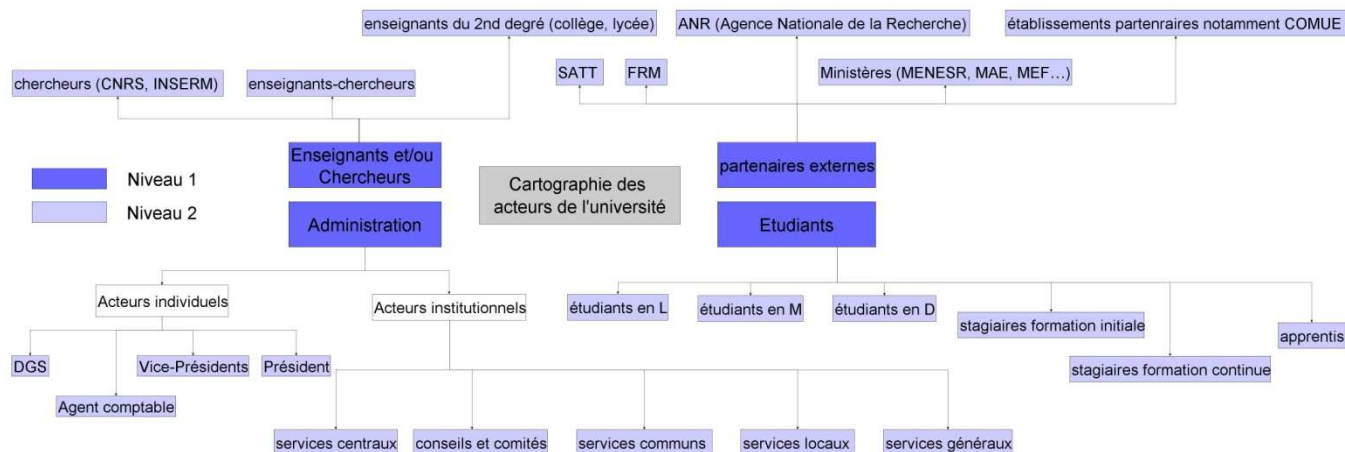 enseignants du 2nd degré (collège, lycée)
ANR (Agence Nationale de la Recherche)
établissements partenraires notamment COMUE
chercheurs (CNRS, INSERM)
enseignants-chercheurs
SATT
FRM
Ministères (MENESR, MAE, MEF…)
Enseignants et/ou
Chercheurs
partenaires externes
Niveau 1
Niveau 2
Cartographie des
acteurs de l'université
Administration
Etudiants
Acteurs individuels
Acteurs institutionnels
étudiants en L
étudiants en M
étudiants en D
stagiaires formation initiale
apprentis
stagiaires formation continue
DGS
Vice-Présidents
Président
Agent comptable
services centraux
conseils et comités
services communs
services locaux
services généraux